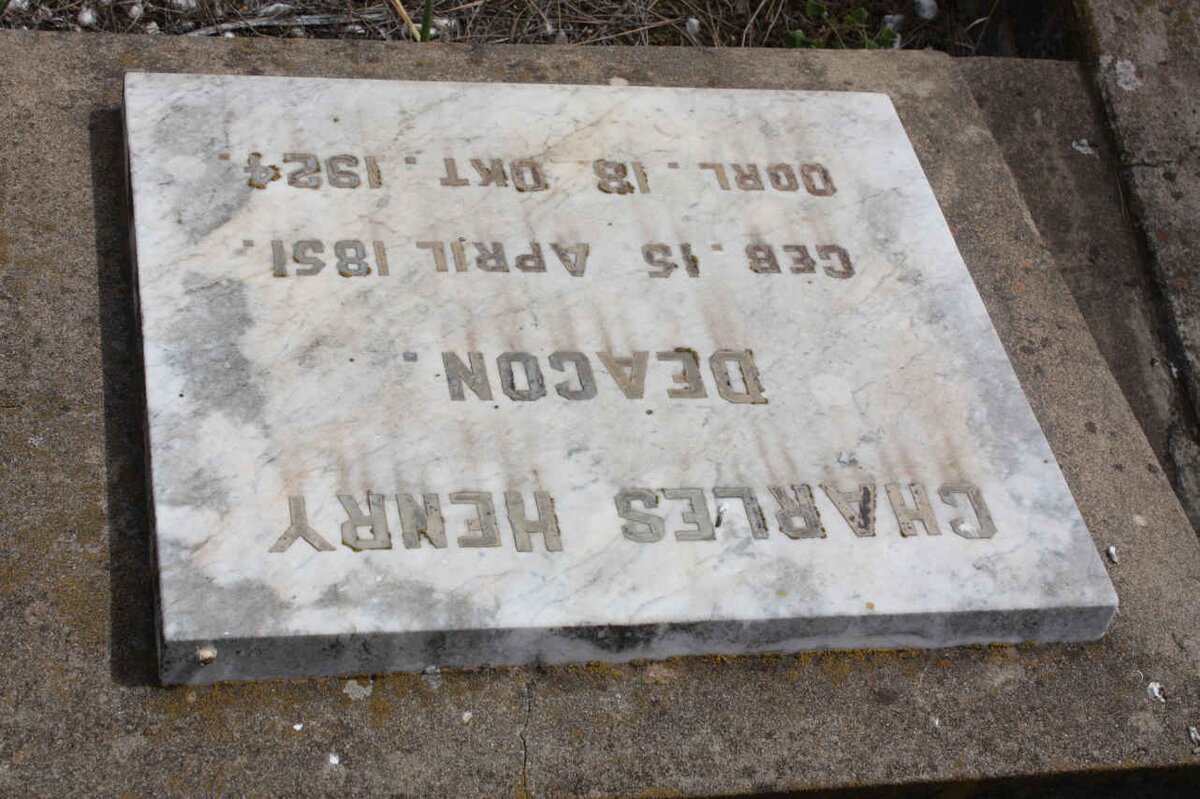 CHARLES HENRY
DEACON.
GEB. 15 APRIL 1851.
OORL. 18 OKT. 1924.